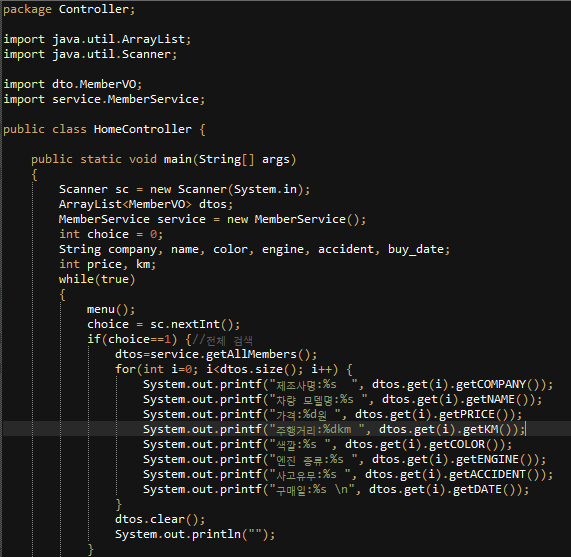 package Controller;
import java.util.ArrayList;
import java.util.Scanner;
import dto.MemberVO;
import service.MemberService;
public class HomeController {
public static void main(String[] args)
{
Scanner sc = new Scanner(System.in);
ArrayList<MemberVO> dtos;
MemberService service = new MemberService();
int choice = 0;
String company, name, color, engine, accident, buy_date;
int price, km;
while(true)
{
menu();
choice = sc.nextInt();
if(choice==1) {//전체 검색
dtos=service.getAllMembers();
for(int i=0; i<dtos.size(); i++) {
System.out.printf("제조사명:%s  ", dtos.get(i).getCOMPANY());
System.out.printf("차량 모델명:%s ", dtos.get(i).getNAME());
System.out.printf("가격:%d원 ", dtos.get(i).getPRICE());
System.out.printf("주행거리:%dkm ", dtos.get(i).getKM());
System.out.printf("색깔:%s ", dtos.get(i).getCOLOR());
System.out.printf("엔진 종류:%s ", dtos.get(i).getENGINE());
System.out.printf("사고유무:%s ", dtos.get(i).getACCIDENT());
System.out.printf("구매일:%s \n", dtos.get(i).getDATE());
}
dtos.clear();
System.out.println("");
}